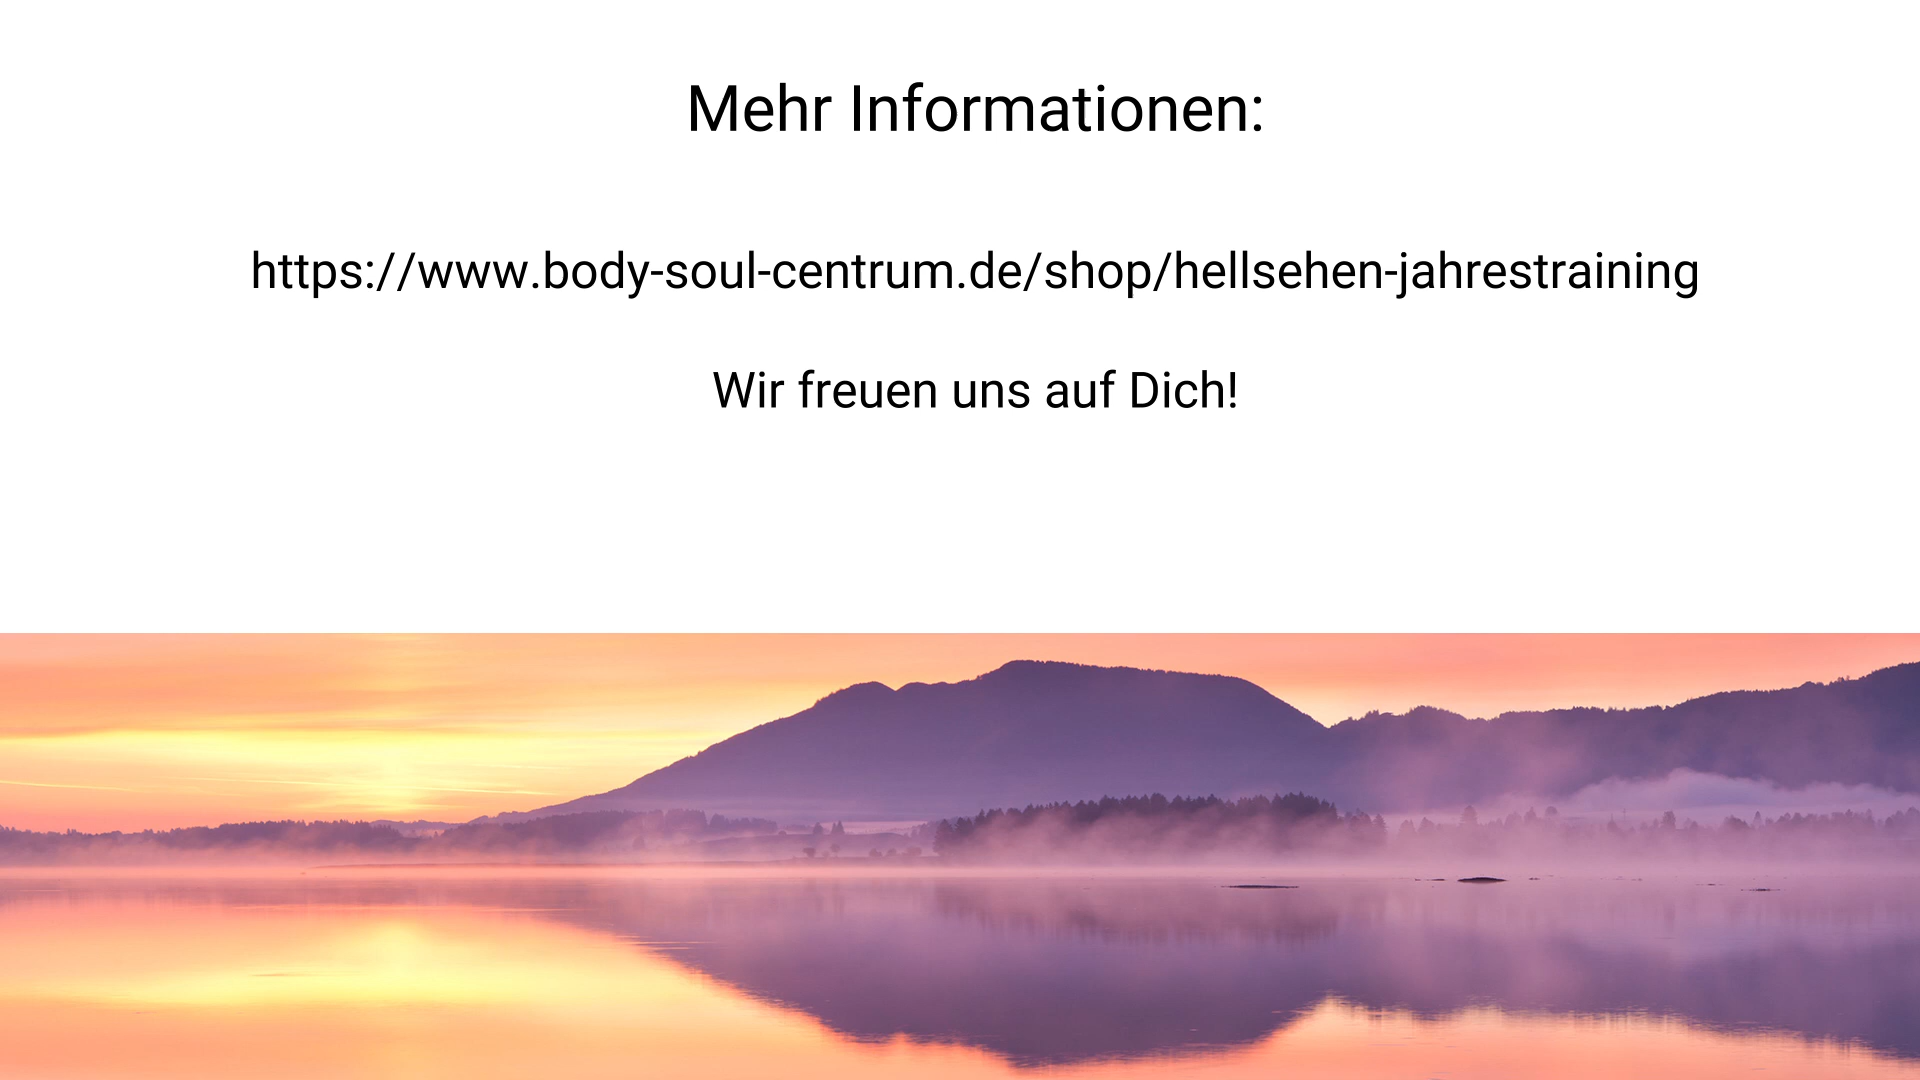 Mehr Informationen:
https://www.body-soul-centrum.de/shop/hellsehen-jahrestraining
Wir freuen uns auf Dich!